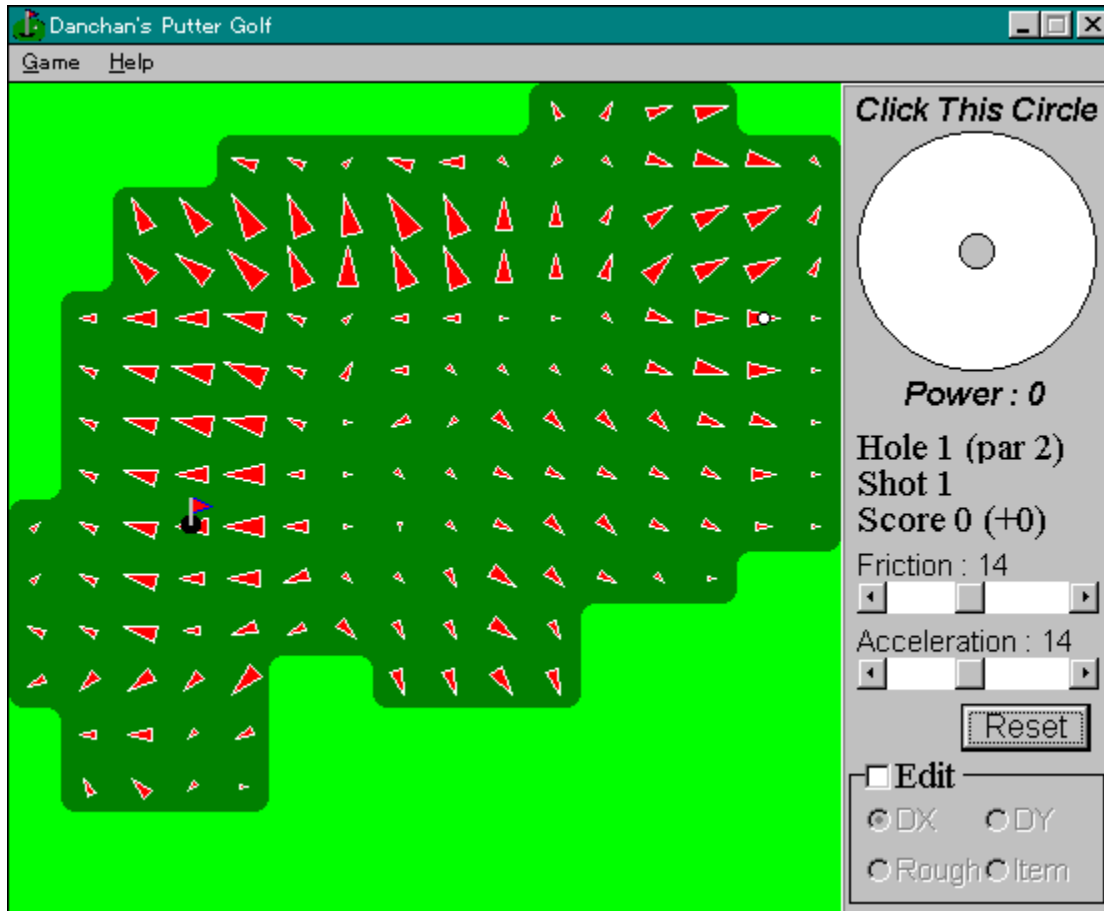 Danchan's Putter Golf
Game Help
Click This Circle
Power : 0
Hole 1 (par 2)
Shot 1
Score 0 (+0)
Friction : 14
Acceleration : 14
Reset
Edit
DX DY
Rough Item